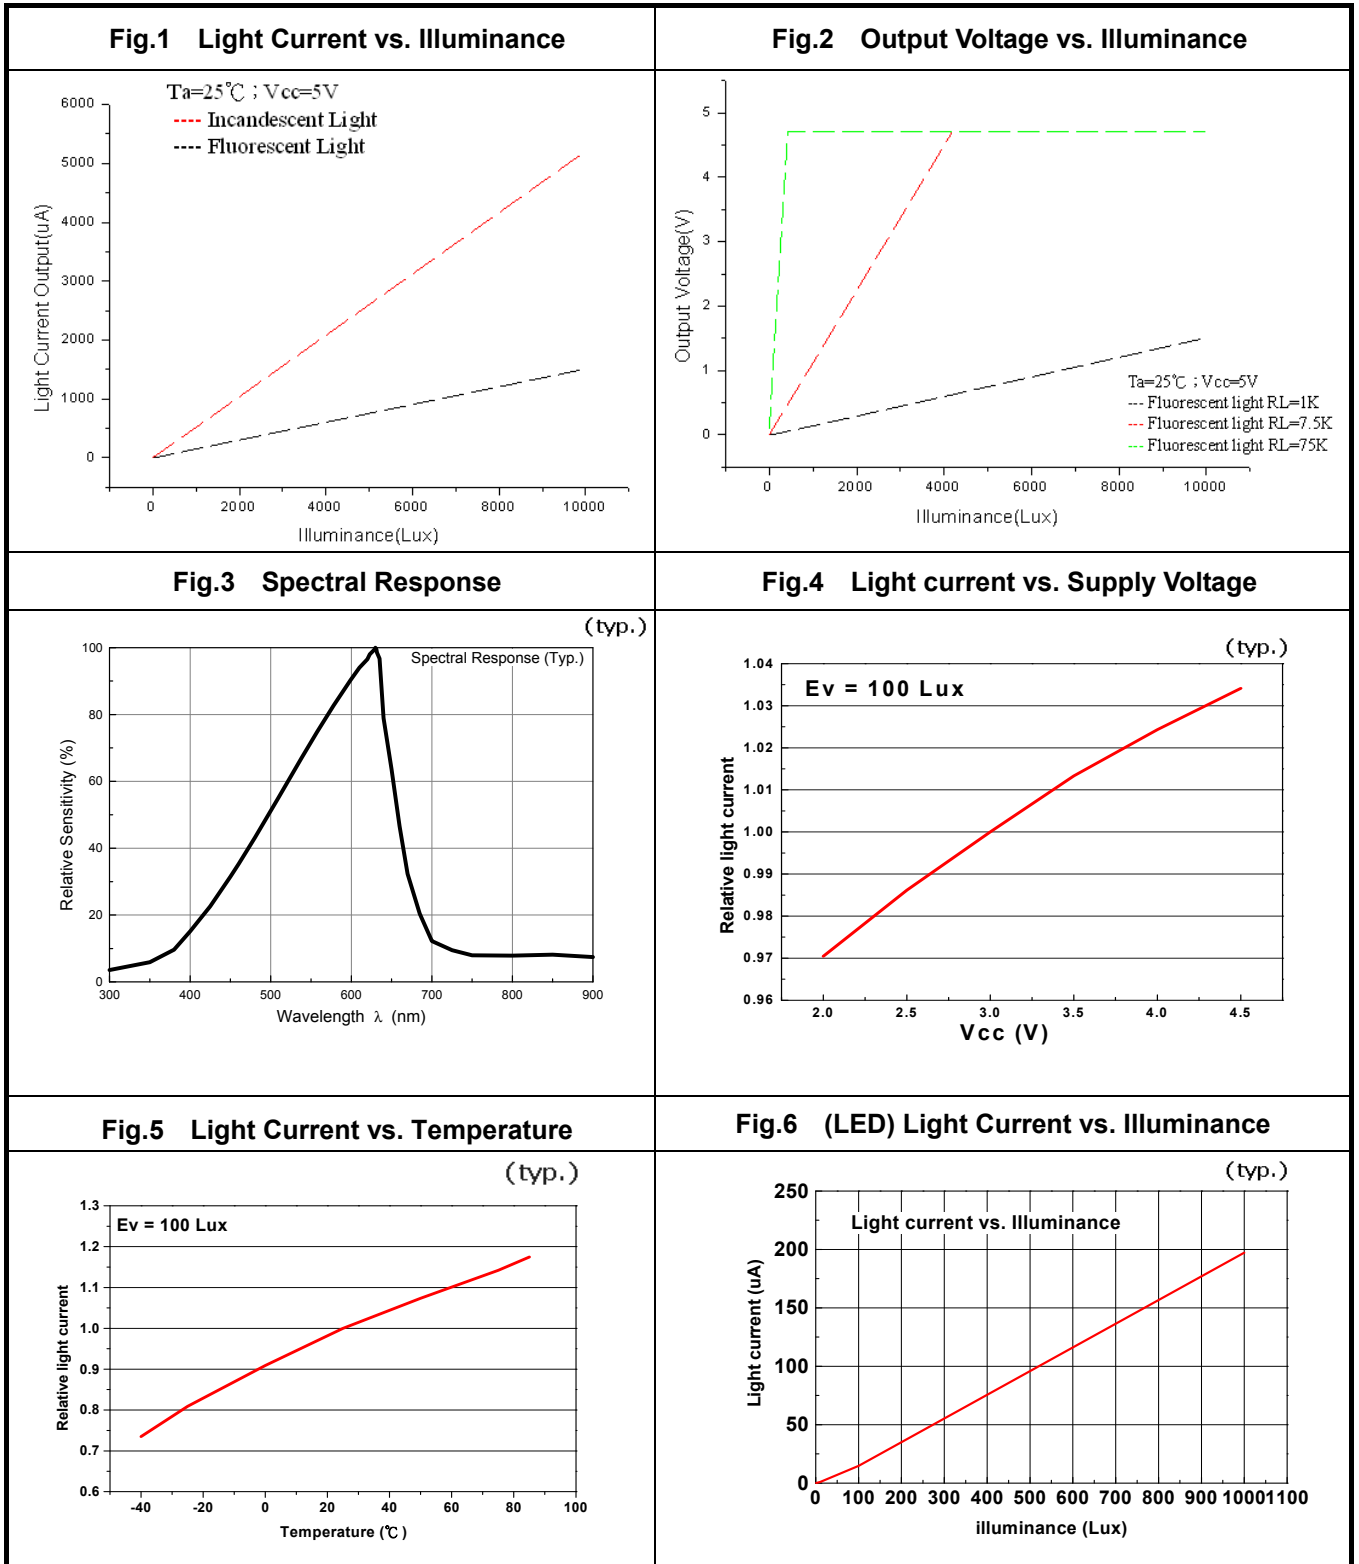 Fig.1 Light Current vs. Illuminance
Ta=25℃ ; Vcc=5V
---- Incandescent Light
---- Fluorescent Light
6000
5000
4000
3000
2000
1000
0
Light Current Output(uA)
0 2000 4000 6000 8000 10000
Illuminance(Lux)
Fig.2 Output Voltage vs. Illuminance
5
4
3
2
1
0
Output Voltage(V)
Ta=25℃ ; Vcc=5V
--- Fluorescent light RL=1K
--- Fluorescent light RL=7.5K
--- Fluorescent light RL=75K
0 2000 4000 6000 8000 10000
Illuminance(Lux)
Fig.3 Spectral Response
(typ.)
Spectral Response (Typ.)
100
80
60
40
20
0
Relative Sensitivity (%)
300 400 500 600 700 800 900
Wavelength λ (nm)
Fig.4 Light current vs. Supply Voltage
(typ.)
Ev = 100 Lux
1.04
1.03
1.02
1.01
1.00
0.99
0.98
0.97
0.96
Relative light current
2.0 2.5 3.0 3.5 4.0 4.5
Vcc (V)
Fig.5 Light Current vs. Temperature
(typ.)
Ev = 100 Lux
1.3
1.2
1.1
1.0
0.9
0.8
0.7
0.6
Relative light current
-40 -20 0 20 40 60 80 100
Temperature (℃)
Fig.6 (LED) Light Current vs. Illuminance
(typ.)
Light current vs. Illuminance
250
200
150
100
50
0
Light current (uA)
0 100 200 300 400 500 600 700 800 900 1000 1100
illuminance (Lux)